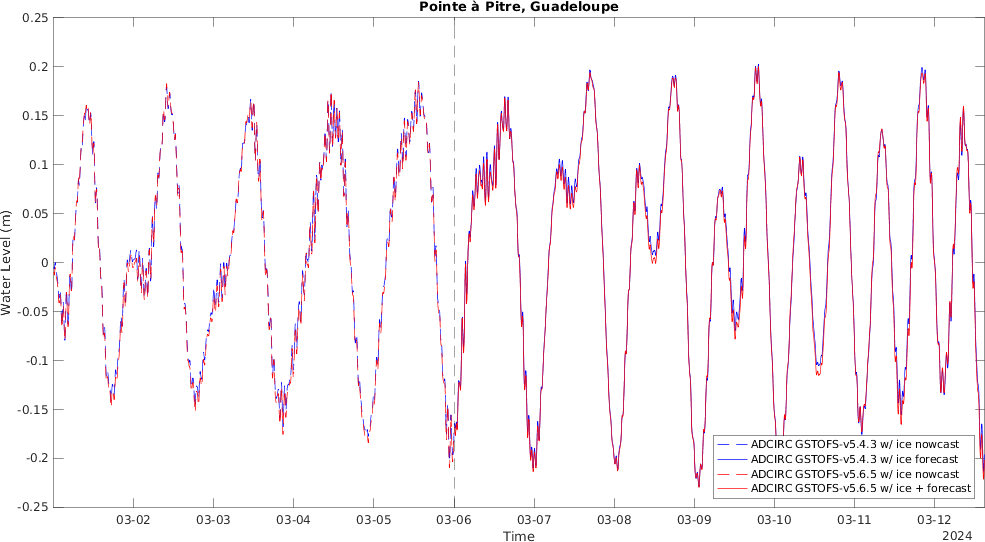 Pointe à Pitre, Guadeloupe
0.25
0.2
0.15
0.1
0.05
0
-0.05
-0.1
-0.15
-0.2
-0.25
Water Level (m)
ADCIRC GSTOFS-v5.4.3 w/ ice nowcast
ADCIRC GSTOFS-v5.4.3 w/ ice forecast
ADCIRC GSTOFS-v5.6.5 w/ ice nowcast
ADCIRC GSTOFS-v5.6.5 w/ ice + forecast
03-02 03-03 03-04 03-05 03-06 03-07 03-08 03-09 03-10 03-11 03-12
Time
2024